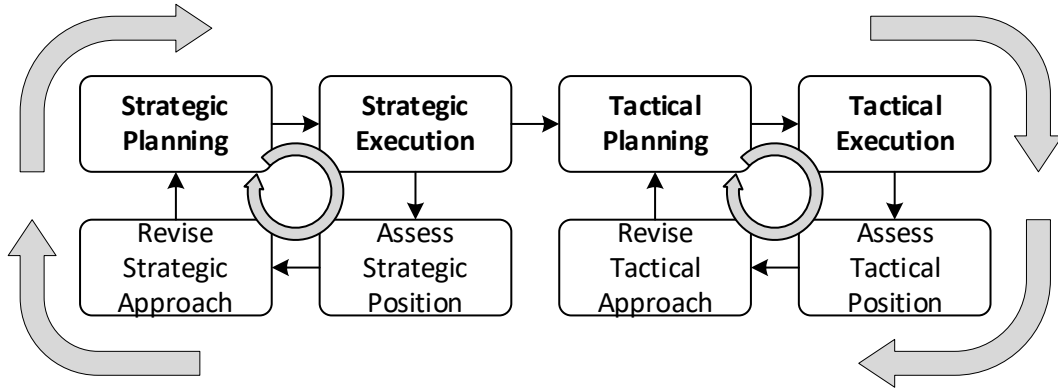 Strategic
Planning
Strategic
Execution
Tactical
Planning
Tactical
Execution
Revise
Strategic
Approach
Assess
Strategic
Position
Revise
Tactical
Approach
Assess
Tactical
Position